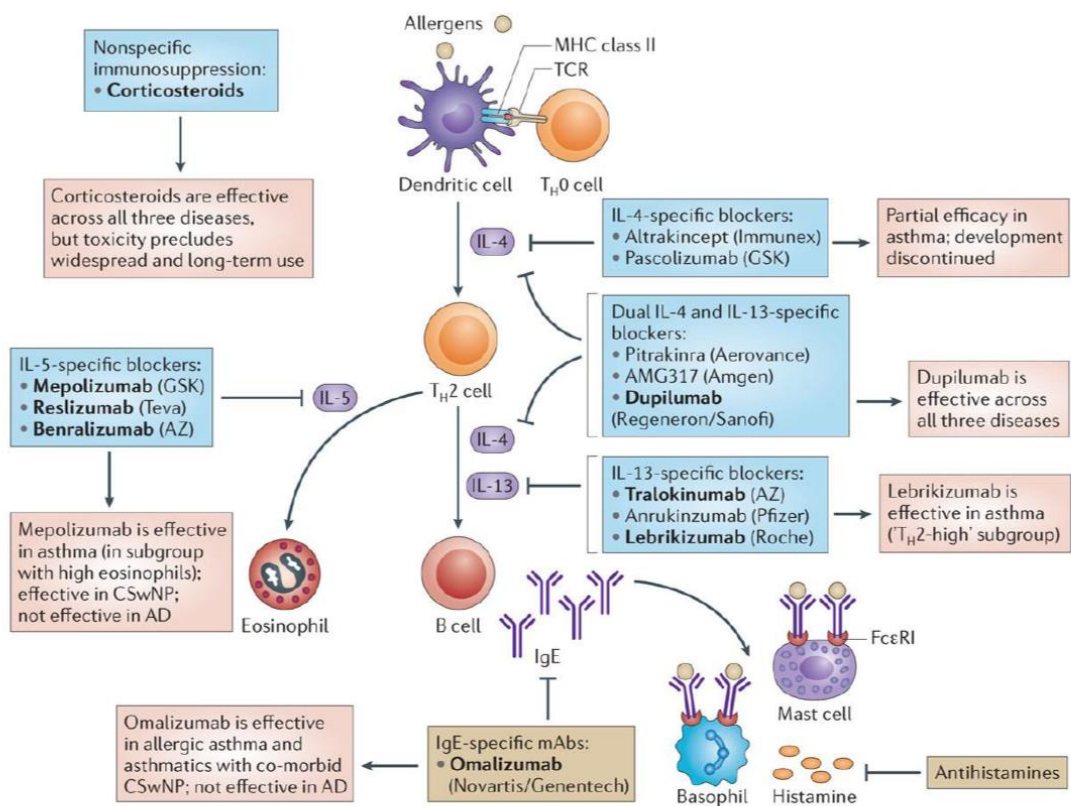 Allergens
MHC class II
TCR
Nonspecific
immunosuppression:
• Corticosteroids
Dendritic cell
T_H0 cell
Corticosteroids are effective
across all three diseases,
but toxicity precludes
widespread and long-term use
IL-4
IL-4-specific blockers:
• Altrakincept (Immunex)
• Pascolizumab (GSK)
Partial efficacy in
asthma; development
discontinued
Dual IL-4 and IL-13-specific
blockers:
• Pitrakinra (Aerovance)
• AMG317 (Amgen)
• Dupilumab
(Regeneron/Sanofi)
Dupilumab is
effective across
all three diseases
IL-5-specific blockers:
• Mepolizumab (GSK)
• Reslizumab (Teva)
• Benralizumab (AZ)
IL-5
T_H2 cell
IL-4
IL-13
IL-13-specific blockers:
• Tralokinumab (AZ)
• Anrukinzumab (Pfizer)
• Lebrikizumab (Roche)
Lebrikizumab is
effective in asthma
('T_H2-high' subgroup)
Mepolizumab is effective
in asthma (in subgroup
with high eosinophils);
effective in CSwNP;
not effective in AD
Eosinophil
B cell
IgE
FcεRI
Mast cell
Omalizumab is effective
in allergic asthma and
asthmatics with co-morbid
CSwNP; not effective in AD
IgE-specific mAbs:
• Omalizumab
(Novartis/Genentech)
Basophil
Histamine
Antihistamines